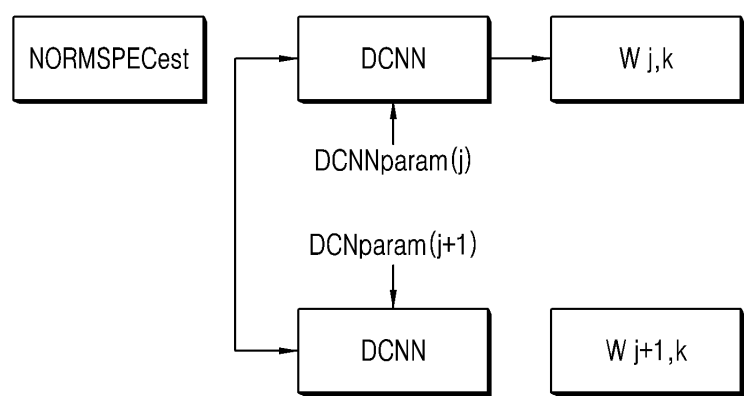 NORMSPECest
DCNN
W j,k
DCNNparam(j)
DCNparam(j+1)
DCNN
W j+1,k